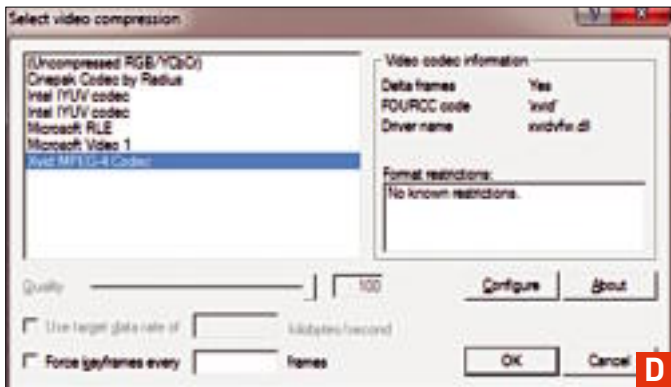 Select video compression
(Uncompressed RGB/YCbCr)
Cinepak Codec by Radius
Intel IYUV codec
Intel IYUV codec
Microsoft RLE
Microsoft Video 1
Xvid MPEG-4 Codec
Video codec information
Delta frames Yes
FOURCC code 'xvid'
Driver name xvidvfw.dll
Format restrictions:
No known restrictions.
Quality 100
Configure About
Use target data rate of kilobytes/second
Force keyframes every frames
OK Cancel
D